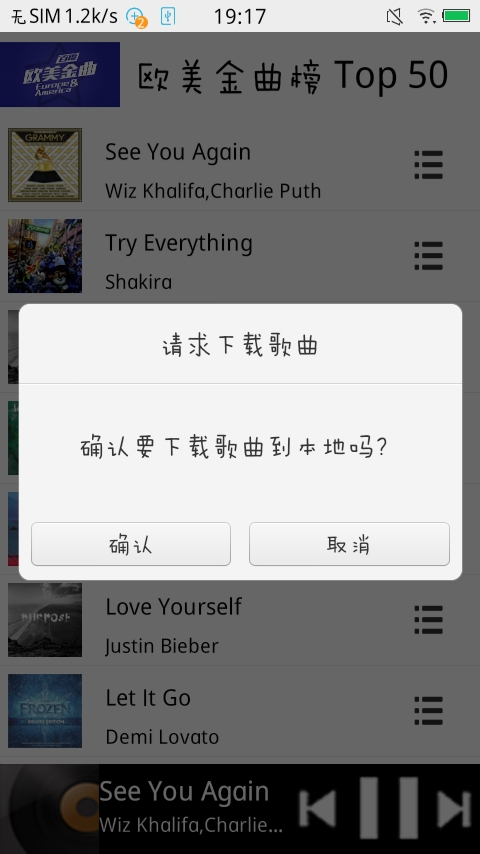 无SIM 1.2k/s 2 19:17
百度
欧美金曲
Europe&
America
欧美金曲榜 Top 50
GRAMMY
See You Again
Wiz Khalifa,Charlie Puth
Try Everything
Shakira
请求下载歌曲
确认要下载歌曲到本地吗?
确认 取消
PURPOSE
Love Yourself
Justin Bieber
FROZEN
Let It Go
Demi Lovato
See You Again
Wiz Khalifa,Charlie...